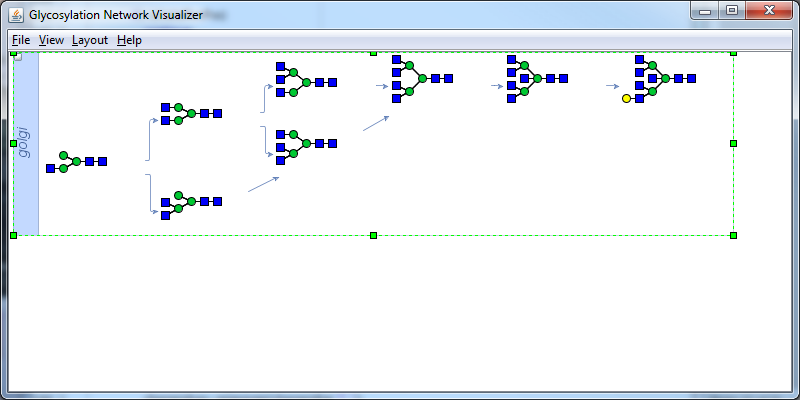 Glycosylation Network Visualizer
File View Layout Help
golgi